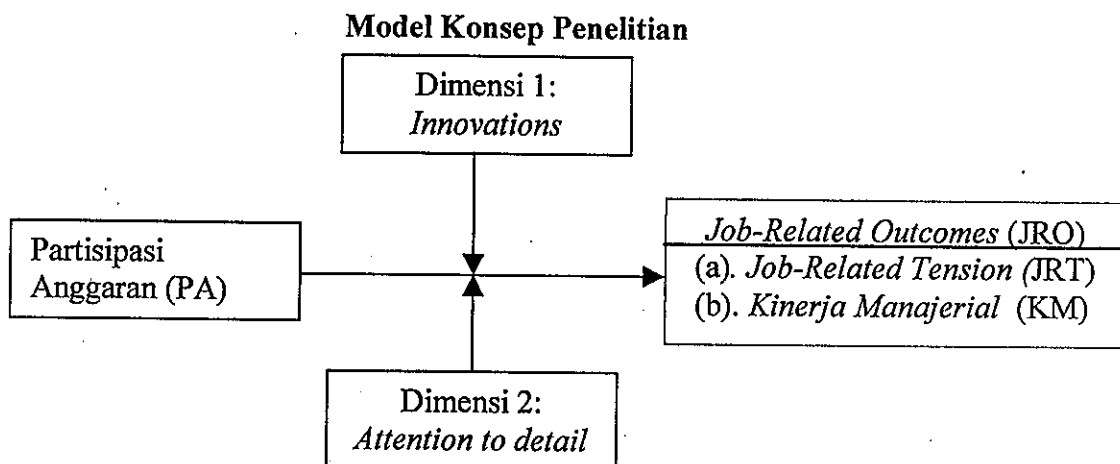 Model Konsep Penelitian
Dimensi 1:
Innovations
Partisipasi
Anggaran (PA)
Job-Related Outcomes (JRO)
(a). Job-Related Tension (JRT)
(b). Kinerja Manajerial (KM)
Dimensi 2:
Attention to detail